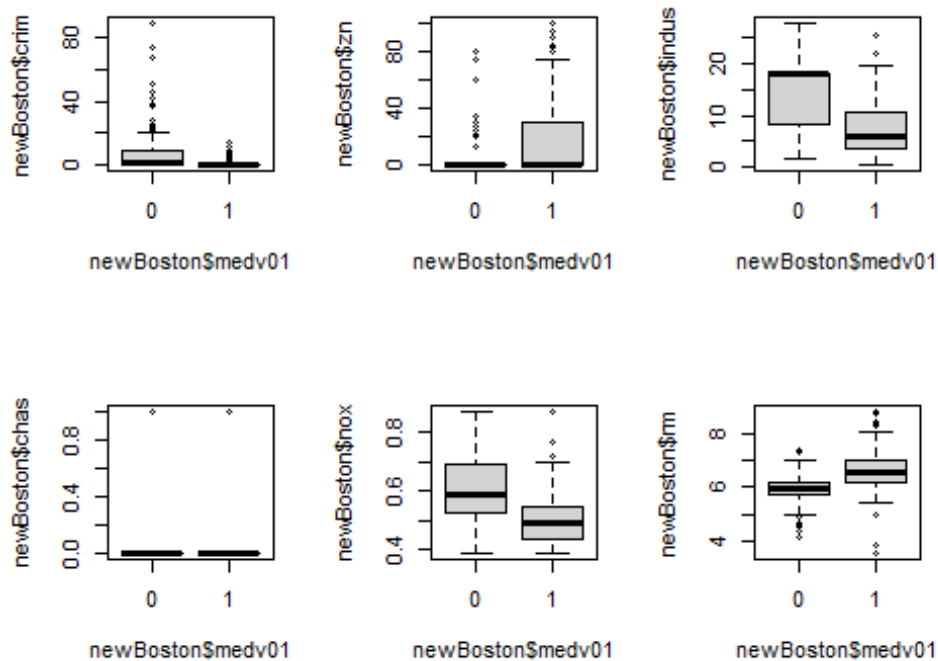 newBoston$crim
80
40
0
0 1
newBoston$medv01
newBoston$zn
80
40
0
0 1
newBoston$medv01
newBoston$indus
20
10
0
0 1
newBoston$medv01
newBoston$chas
0.8
0.4
0.0
0 1
newBoston$medv01
newBoston$nox
0.8
0.6
0.4
0 1
newBoston$medv01
newBoston$rm
8
6
4
0 1
newBoston$medv01